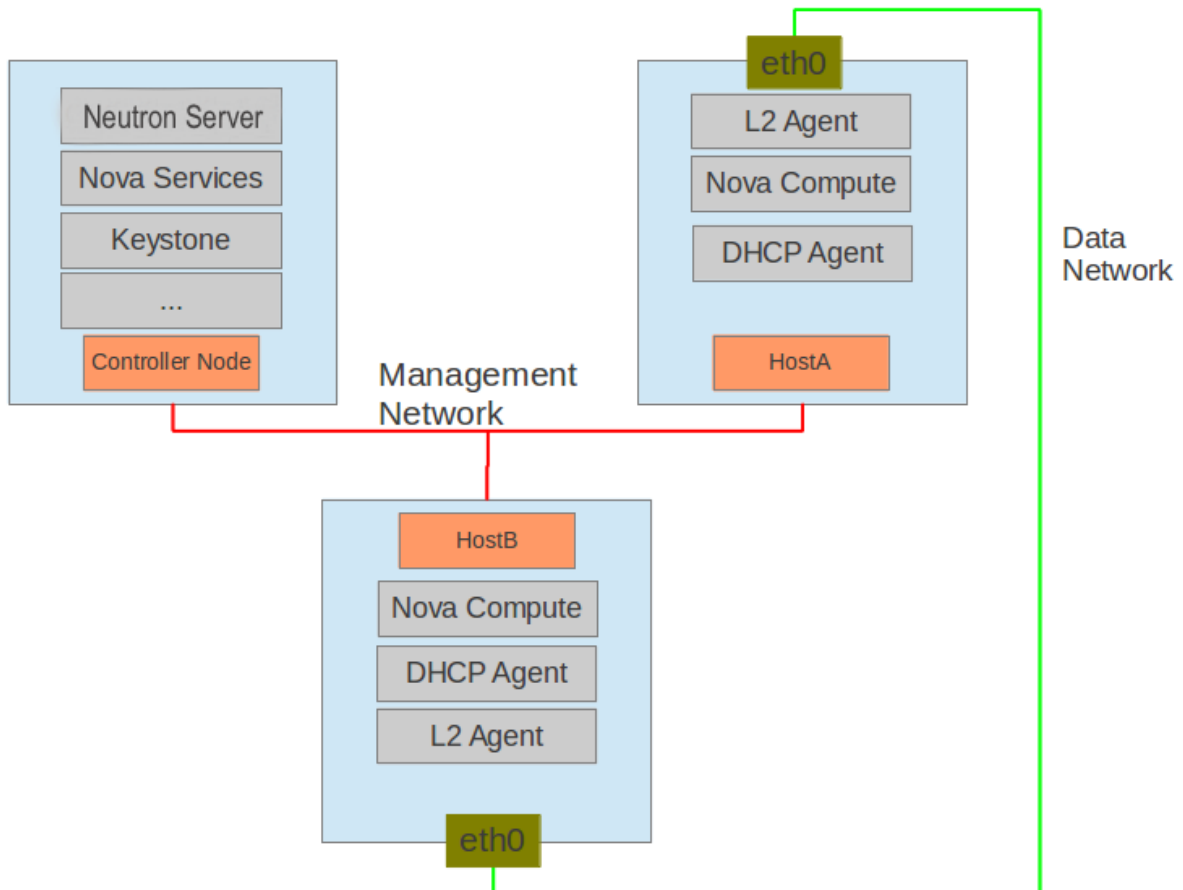 Neutron Server
Nova Services
Keystone
...
Controller Node
eth0
L2 Agent
Nova Compute
DHCP Agent
HostA
Data
Network
Management
Network
HostB
Nova Compute
DHCP Agent
L2 Agent
eth0